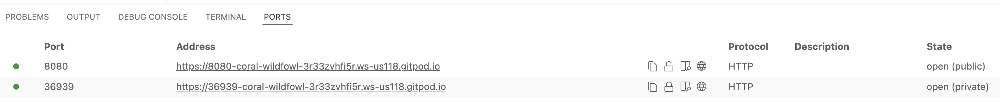 PROBLEMS OUTPUT DEBUG CONSOLE TERMINAL PORTS
Port Address Protocol Description State
8080 https://8080-coral-wildfowl-3r33zvhfi5r.ws-us118.gitpod.io HTTP open (public)
36939 https://36939-coral-wildfowl-3r33zvhfi5r.ws-us118.gitpod.io HTTP open (private)